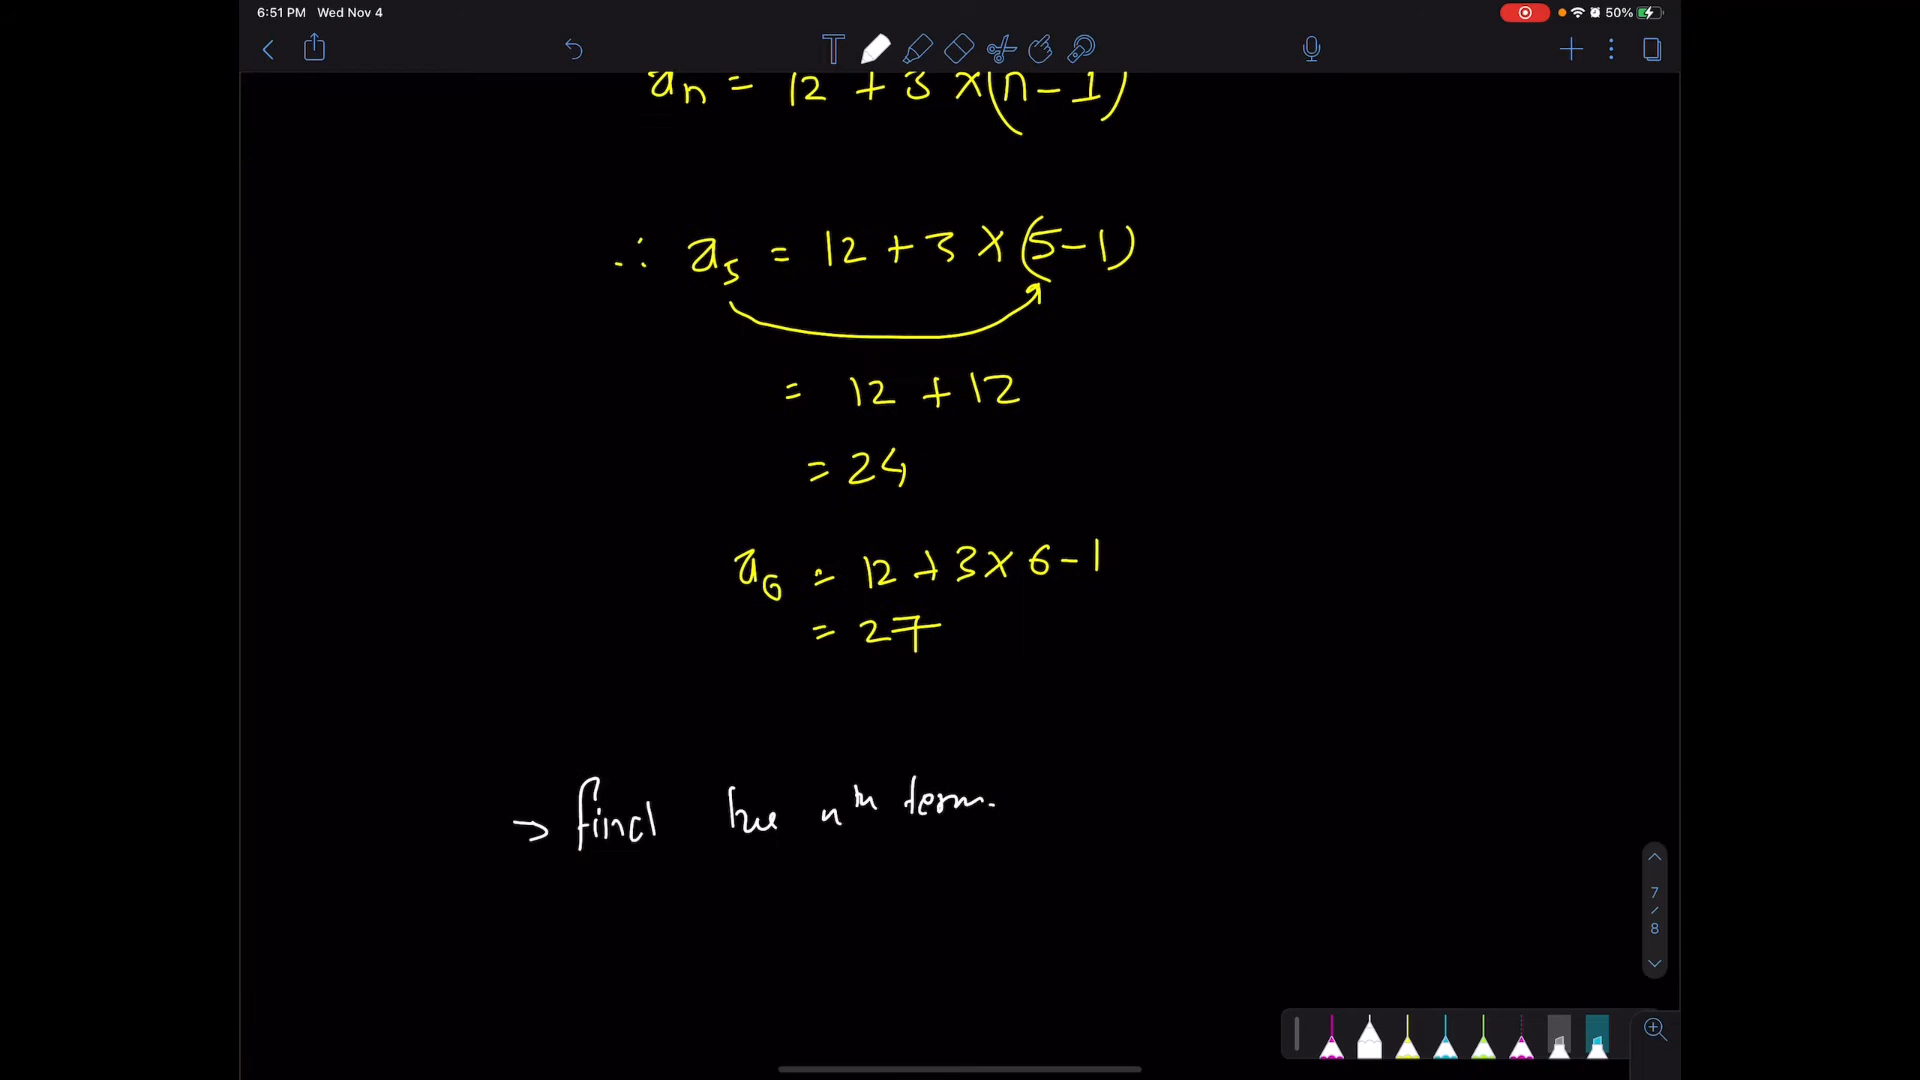 6:51 PM Wed Nov 4
50%
T
an = 12 + 3 ×(n - 1)
∴ a5 = 12 + 3 × (5 - 1)
= 12 + 12
= 24
a6 = 12 + 3 × 6 - 1
= 27
→ find the nth term.
7
/
8